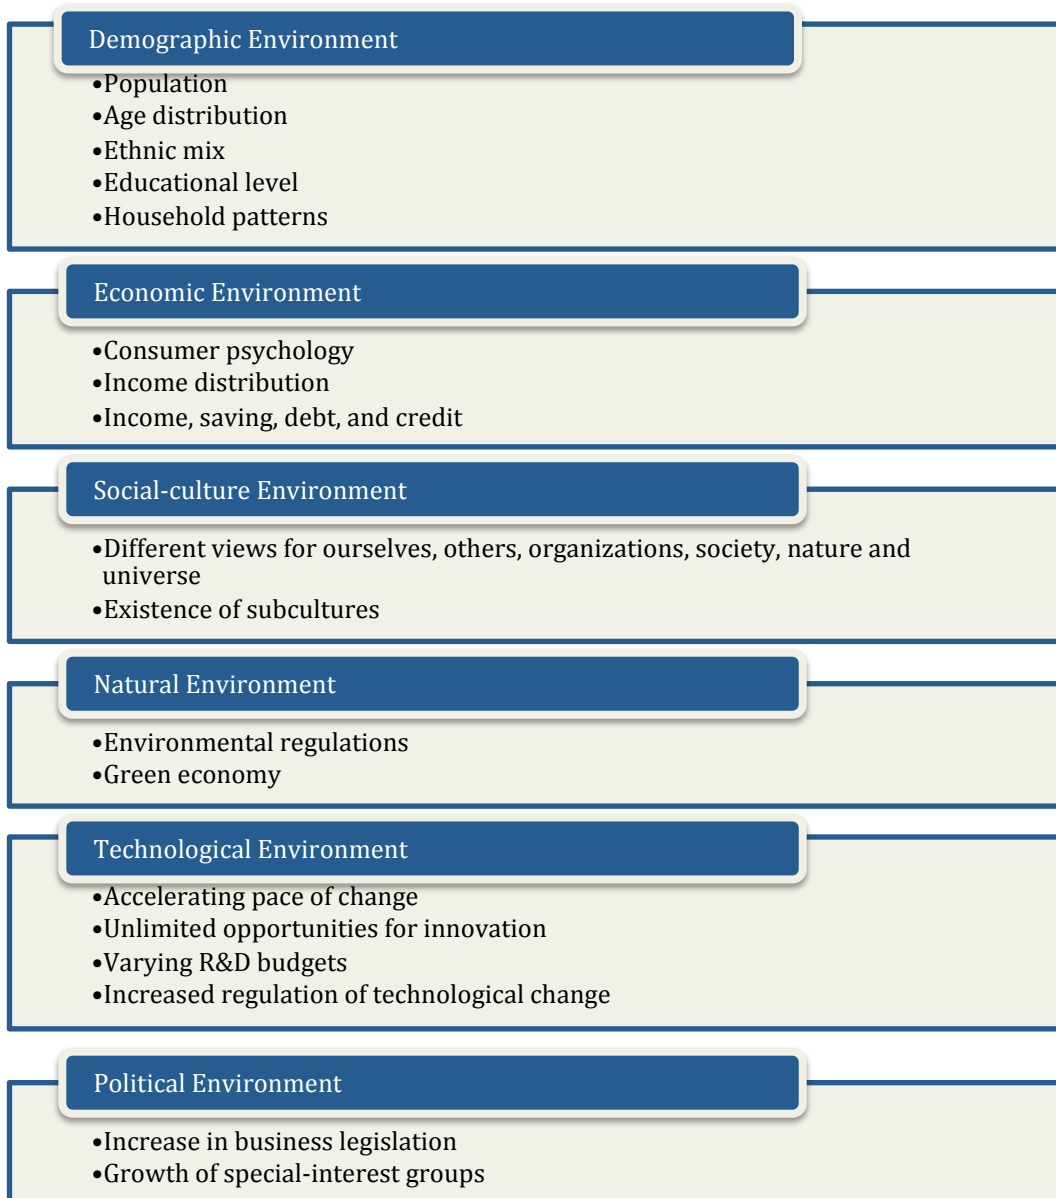 Demographic Environment
•Population
•Age distribution
•Ethnic mix
•Educational level
•Household patterns
Economic Environment
•Consumer psychology
•Income distribution
•Income, saving, debt, and credit
Social-culture Environment
•Different views for ourselves, others, organizations, society, nature and
universe
•Existence of subcultures
Natural Environment
•Environmental regulations
•Green economy
Technological Environment
•Accelerating pace of change
•Unlimited opportunities for innovation
•Varying R&D budgets
•Increased regulation of technological change
Political Environment
•Increase in business legislation
•Growth of special-interest groups